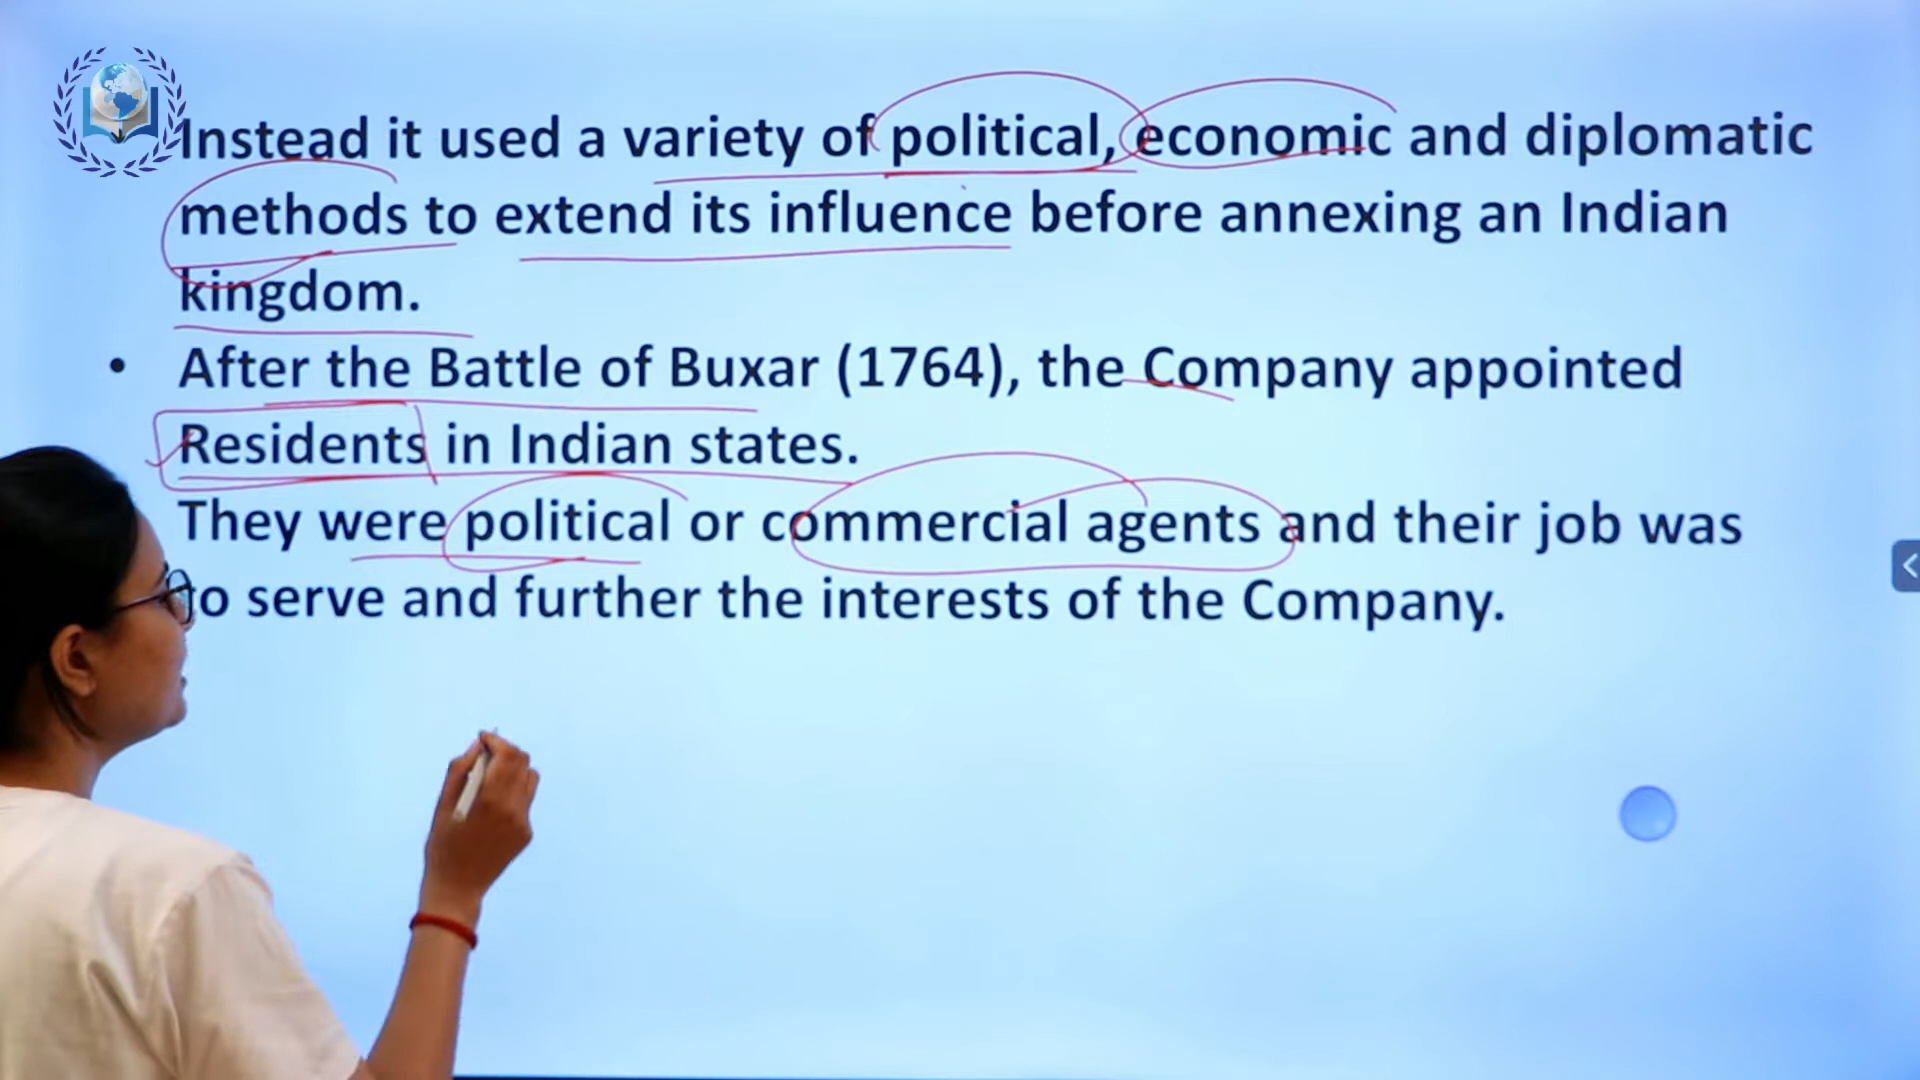 Instead it used a variety of political, economic and diplomatic
methods to extend its influence before annexing an Indian
kingdom.
• After the Battle of Buxar (1764), the Company appointed
Residents in Indian states.
They were political or commercial agents and their job was
to serve and further the interests of the Company.